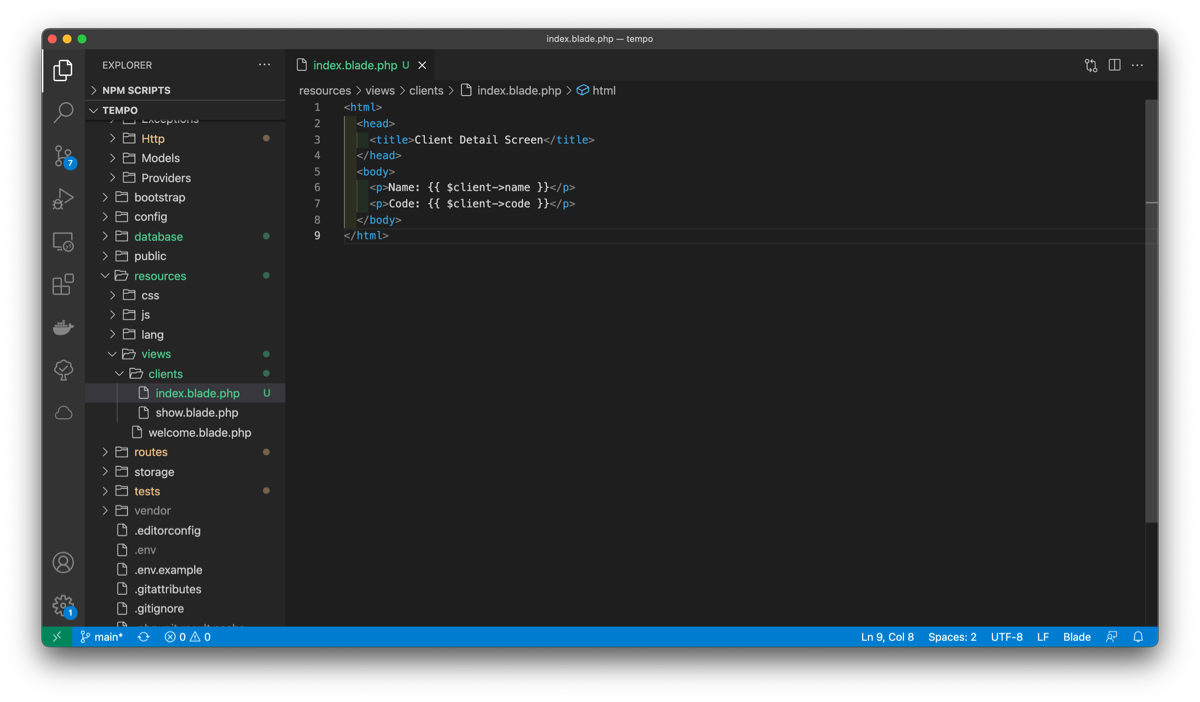 index.blade.php — tempo
EXPLORER
NPM SCRIPTS
TEMPO
Exceptions
Http
Models
Providers
bootstrap
config
database
public
resources
css
js
lang
views
clients
index.blade.php U
show.blade.php
welcome.blade.php
routes
storage
tests
vendor
.editorconfig
.env
.env.example
.gitattributes
.gitignore
7
1
index.blade.php U
resources > views > clients > index.blade.php > html
1 <html>
2 <head>
3 <title>Client Detail Screen</title>
4 </head>
5 <body>
6 <p>Name: {{ $client->name }}</p>
7 <p>Code: {{ $client->code }}</p>
8 </body>
9 </html>
main* 0 0 Ln 9, Col 8 Spaces: 2 UTF-8 LF Blade